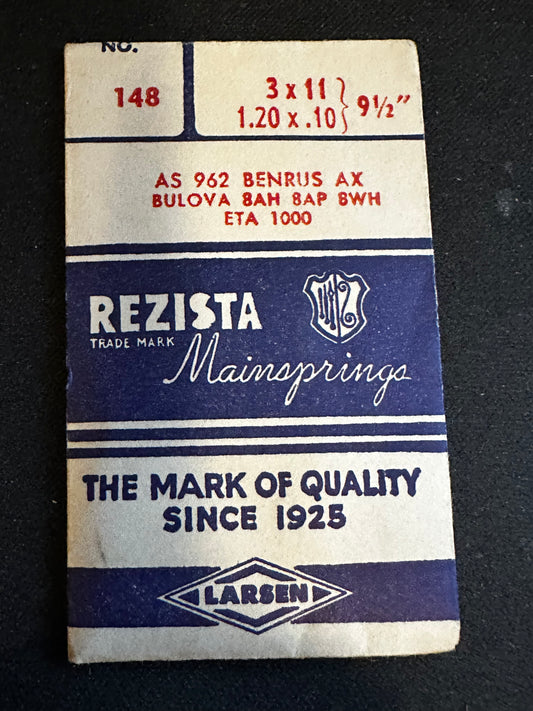 NO.
148
3 x 11
1.20 x .10 } 9½"
AS 962 BENRUS AX
BULOVA 8AH 8AP 8WH
ETA 1000
REZISTA
TRADE MARK
Mainsprings
THE MARK OF QUALITY
SINCE 1925
LARSEN